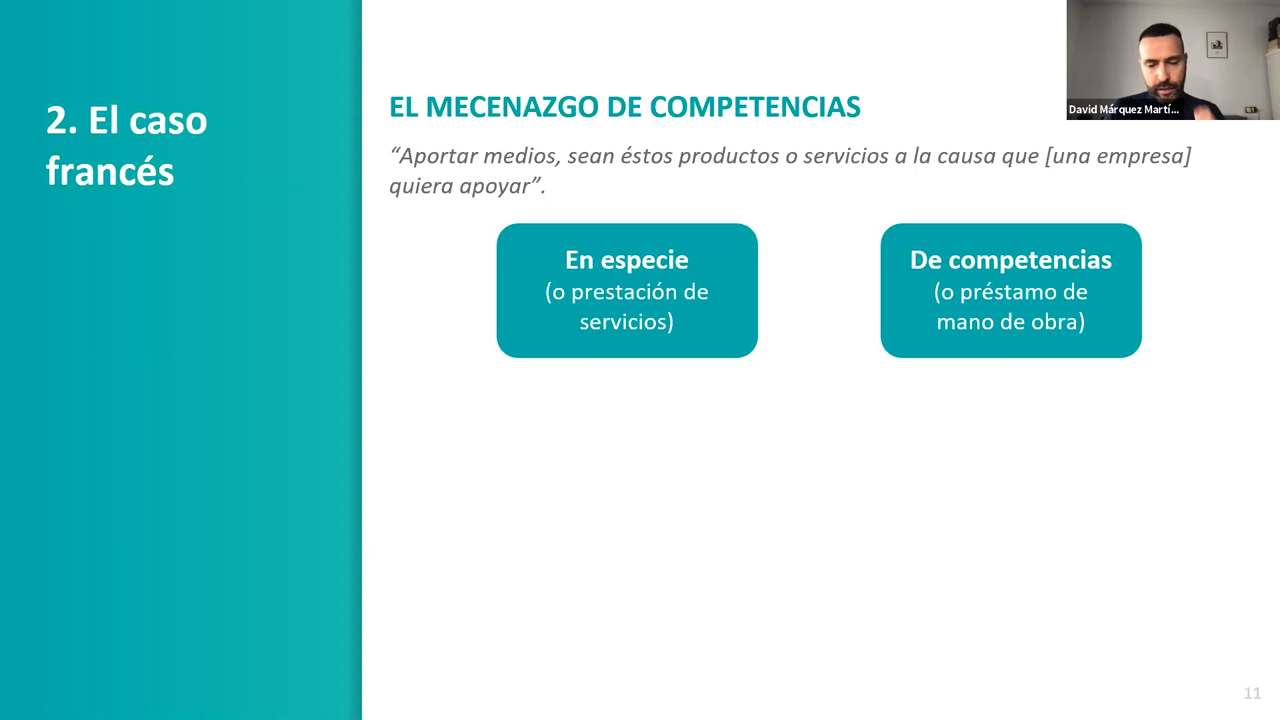 2. El caso
francés
EL MECENAZGO DE COMPETENCIAS
“Aportar medios, sean éstos productos o servicios a la causa que [una empresa]
quiera apoyar”.
En especie
(o prestación de
servicios)
De competencias
(o préstamo de
mano de obra)
David Márquez Martí...
11